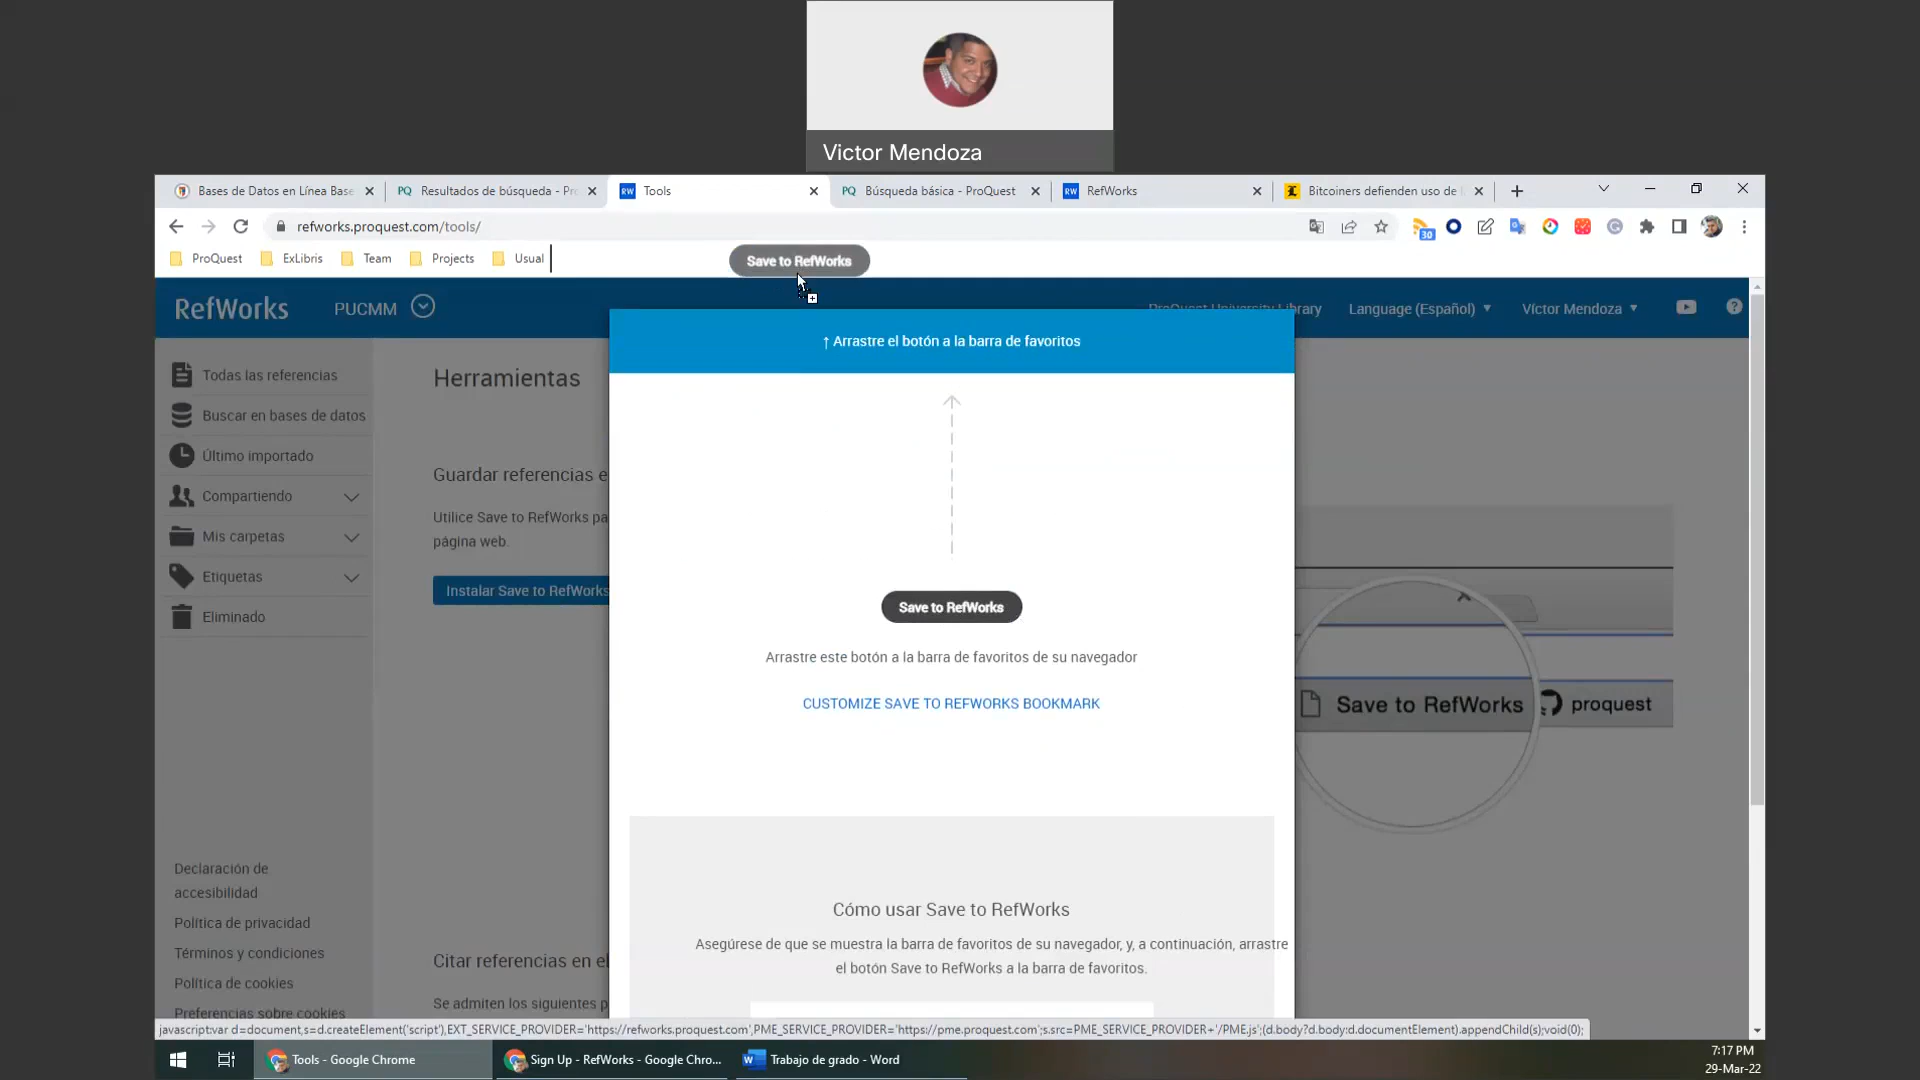 Victor Mendoza
Bases de Datos en Línea Base
Resultados de búsqueda - Pr
Tools
Búsqueda básica - ProQuest
RefWorks
Bitcoiners defienden uso de l
refworks.proquest.com/tools/
30
ProQuest
ExLibris
Team
Projects
Usual
Save to RefWorks
RefWorks
PUCMM
ProQuest University Library
Language (Español)
Víctor Mendoza
↑ Arrastre el botón a la barra de favoritos
Todas las referencias
Buscar en bases de datos
Último importado
Compartiendo
Mis carpetas
Etiquetas
Eliminado
Herramientas
Guardar referencias e
Utilice Save to RefWorks pa
página web.
Instalar Save to RefWorks
Save to RefWorks
Arrastre este botón a la barra de favoritos de su navegador
CUSTOMIZE SAVE TO REFWORKS BOOKMARK
Save to RefWorks
proquest
Cómo usar Save to RefWorks
Asegúrese de que se muestra la barra de favoritos de su navegador, y, a continuación, arrastre
el botón Save to RefWorks a la barra de favoritos.
Declaración de
accesibilidad
Política de privacidad
Términos y condiciones
Política de cookies
Preferencias sobre cookies
Citar referencias en el
Se admiten los siguientes p
javascript:var d=document,s=d.createElement('script'),EXT_SERVICE_PROVIDER='https://refworks.proquest.com',PME_SERVICE_PROVIDER='https://pme.proquest.com';s.src=PME_SERVICE_PROVIDER+'/PME.js';(d.body?d.body:d.documentElement).appendChild(s);void(0);
Tools - Google Chrome
Sign Up - RefWorks - Google Chro...
Trabajo de grado - Word
7:17 PM
29-Mar-22